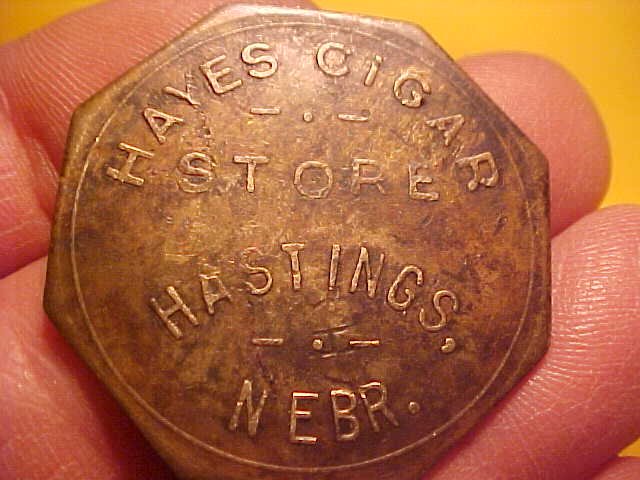 HAYES CiGAR
- . -
STORE
HASTINGS,
- . -
NEBR.